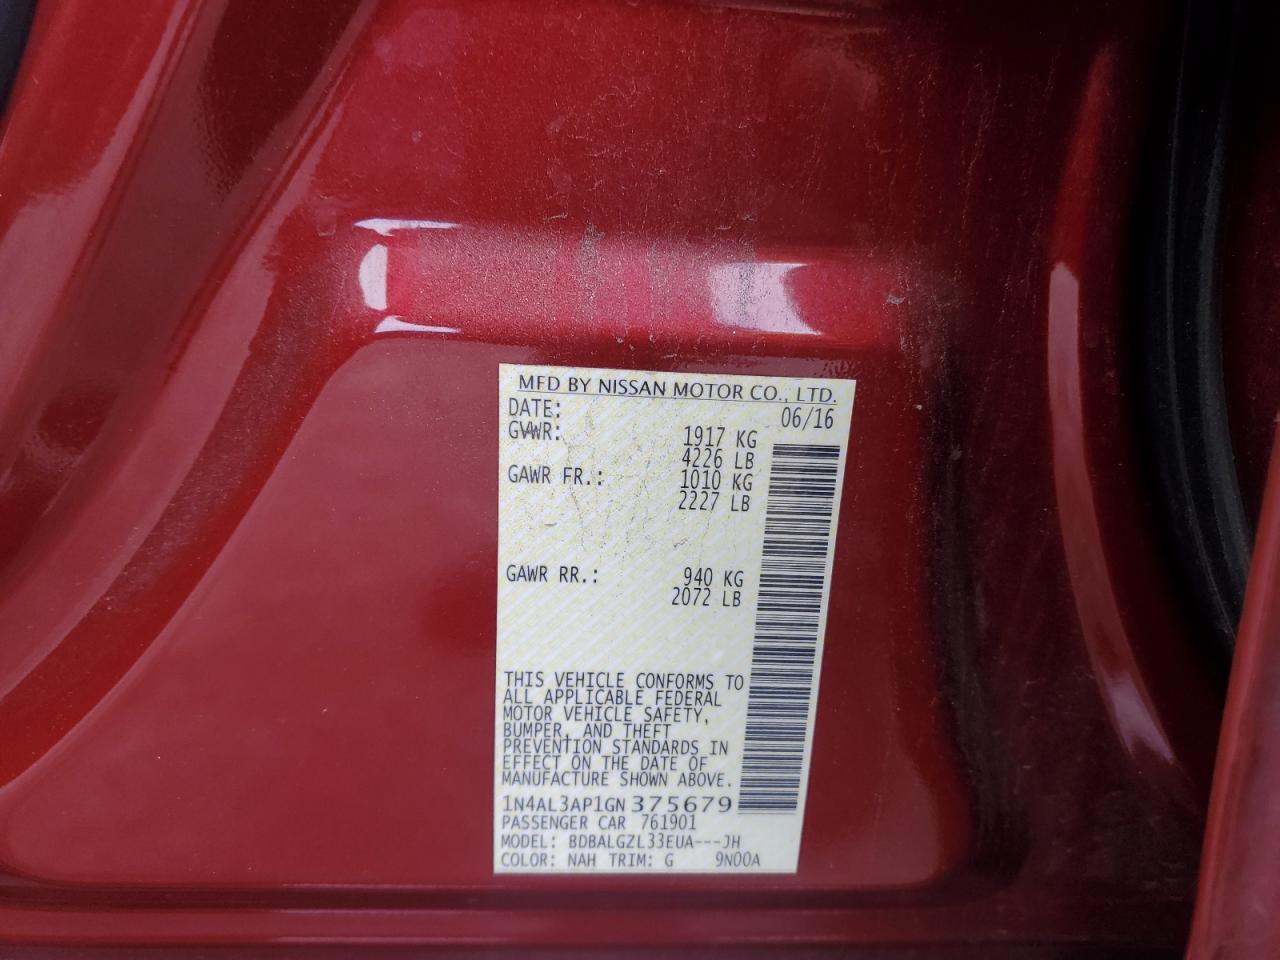 MFD BY NISSAN MOTOR CO., LTD.
DATE: 06/16
GVWR: 1917 KG
4226 LB
GAWR FR.: 1010 KG
2227 LB
GAWR RR.: 940 KG
2072 LB
THIS VEHICLE CONFORMS TO
ALL APPLICABLE FEDERAL
MOTOR VEHICLE SAFETY,
BUMPER, AND THEFT
PREVENTION STANDARDS IN
EFFECT ON THE DATE OF
MANUFACTURE SHOWN ABOVE.
1N4AL3AP1GN375679
PASSENGER CAR 761901
MODEL: BDBALGZL33EUA---JH
COLOR: NAH TRIM: G 9N00A